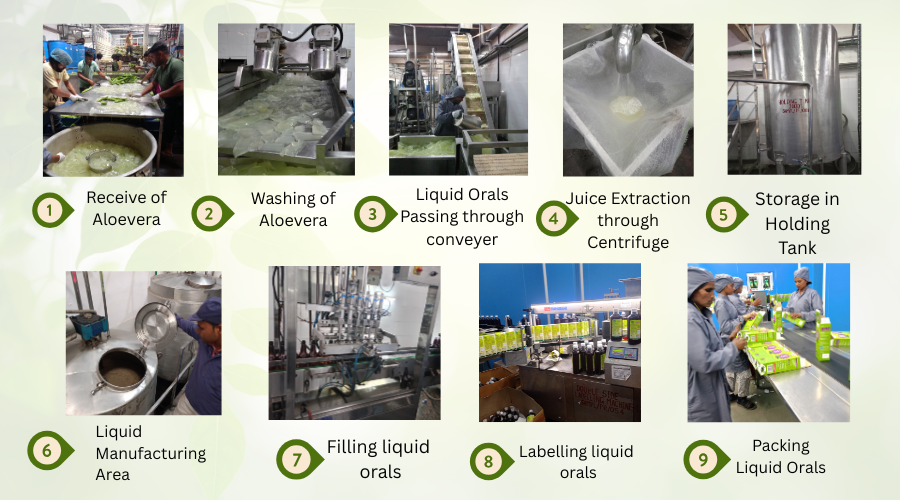 1
Receive of
Aloevera
2
Washing of
Aloevera
3
Liquid Orals
Passing through
conveyer
4
Juice Extraction
through
Centrifuge
5
Storage in
Holding
Tank
6
Liquid
Manufacturing
Area
7
Filling liquid
orals
8
Labelling liquid
orals
9
Packing
Liquid Orals